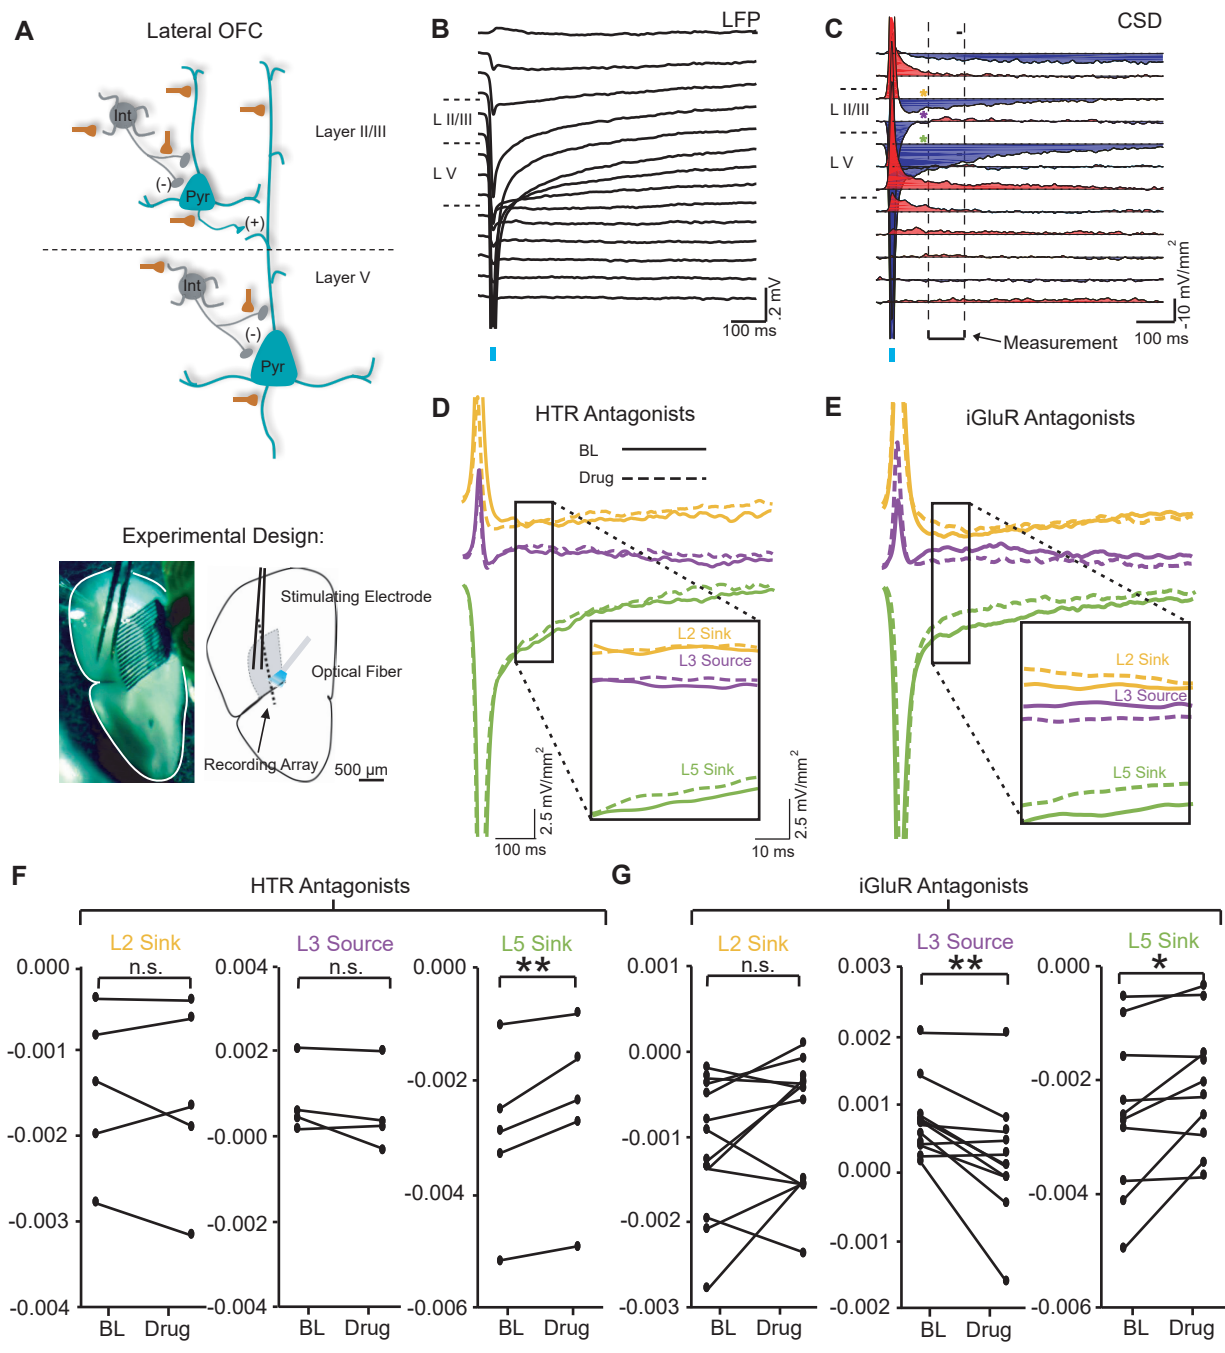 A
Lateral OFC
Int
Layer II/III
(-)
Pyr
(+)
Layer V
Int
(-)
Pyr
Experimental Design:
Stimulating Electrode
Optical Fiber
Recording Array
500 µm
B
LFP
L II/III
L V
.2 mV
100 ms
C
CSD
-
*
L II/III
*
*
L V
-10 mV/mm2
100 ms
Measurement
D
HTR Antagonists
BL
Drug
L2 Sink
L3 Source
L5 Sink
2.5 mV/mm2
100 ms
2.5 mV/mm2
10 ms
E
iGluR Antagonists
L2 Sink
L3 Source
L5 Sink
F
HTR Antagonists
L2 Sink
n.s.
0.000
-0.001
-0.002
-0.003
-0.004
BL Drug
L3 Source
n.s.
0.004
0.002
-0.000
-0.002
-0.004
BL Drug
L5 Sink
**
0.000
-0.002
-0.004
-0.006
BL Drug
G
iGluR Antagonists
L2 Sink
n.s.
0.001
0.000
-0.001
-0.002
-0.003
BL Drug
L3 Source
**
0.003
0.002
0.001
0.000
-0.001
-0.002
BL Drug
L5 Sink
*
0.000
-0.002
-0.004
-0.006
BL Drug